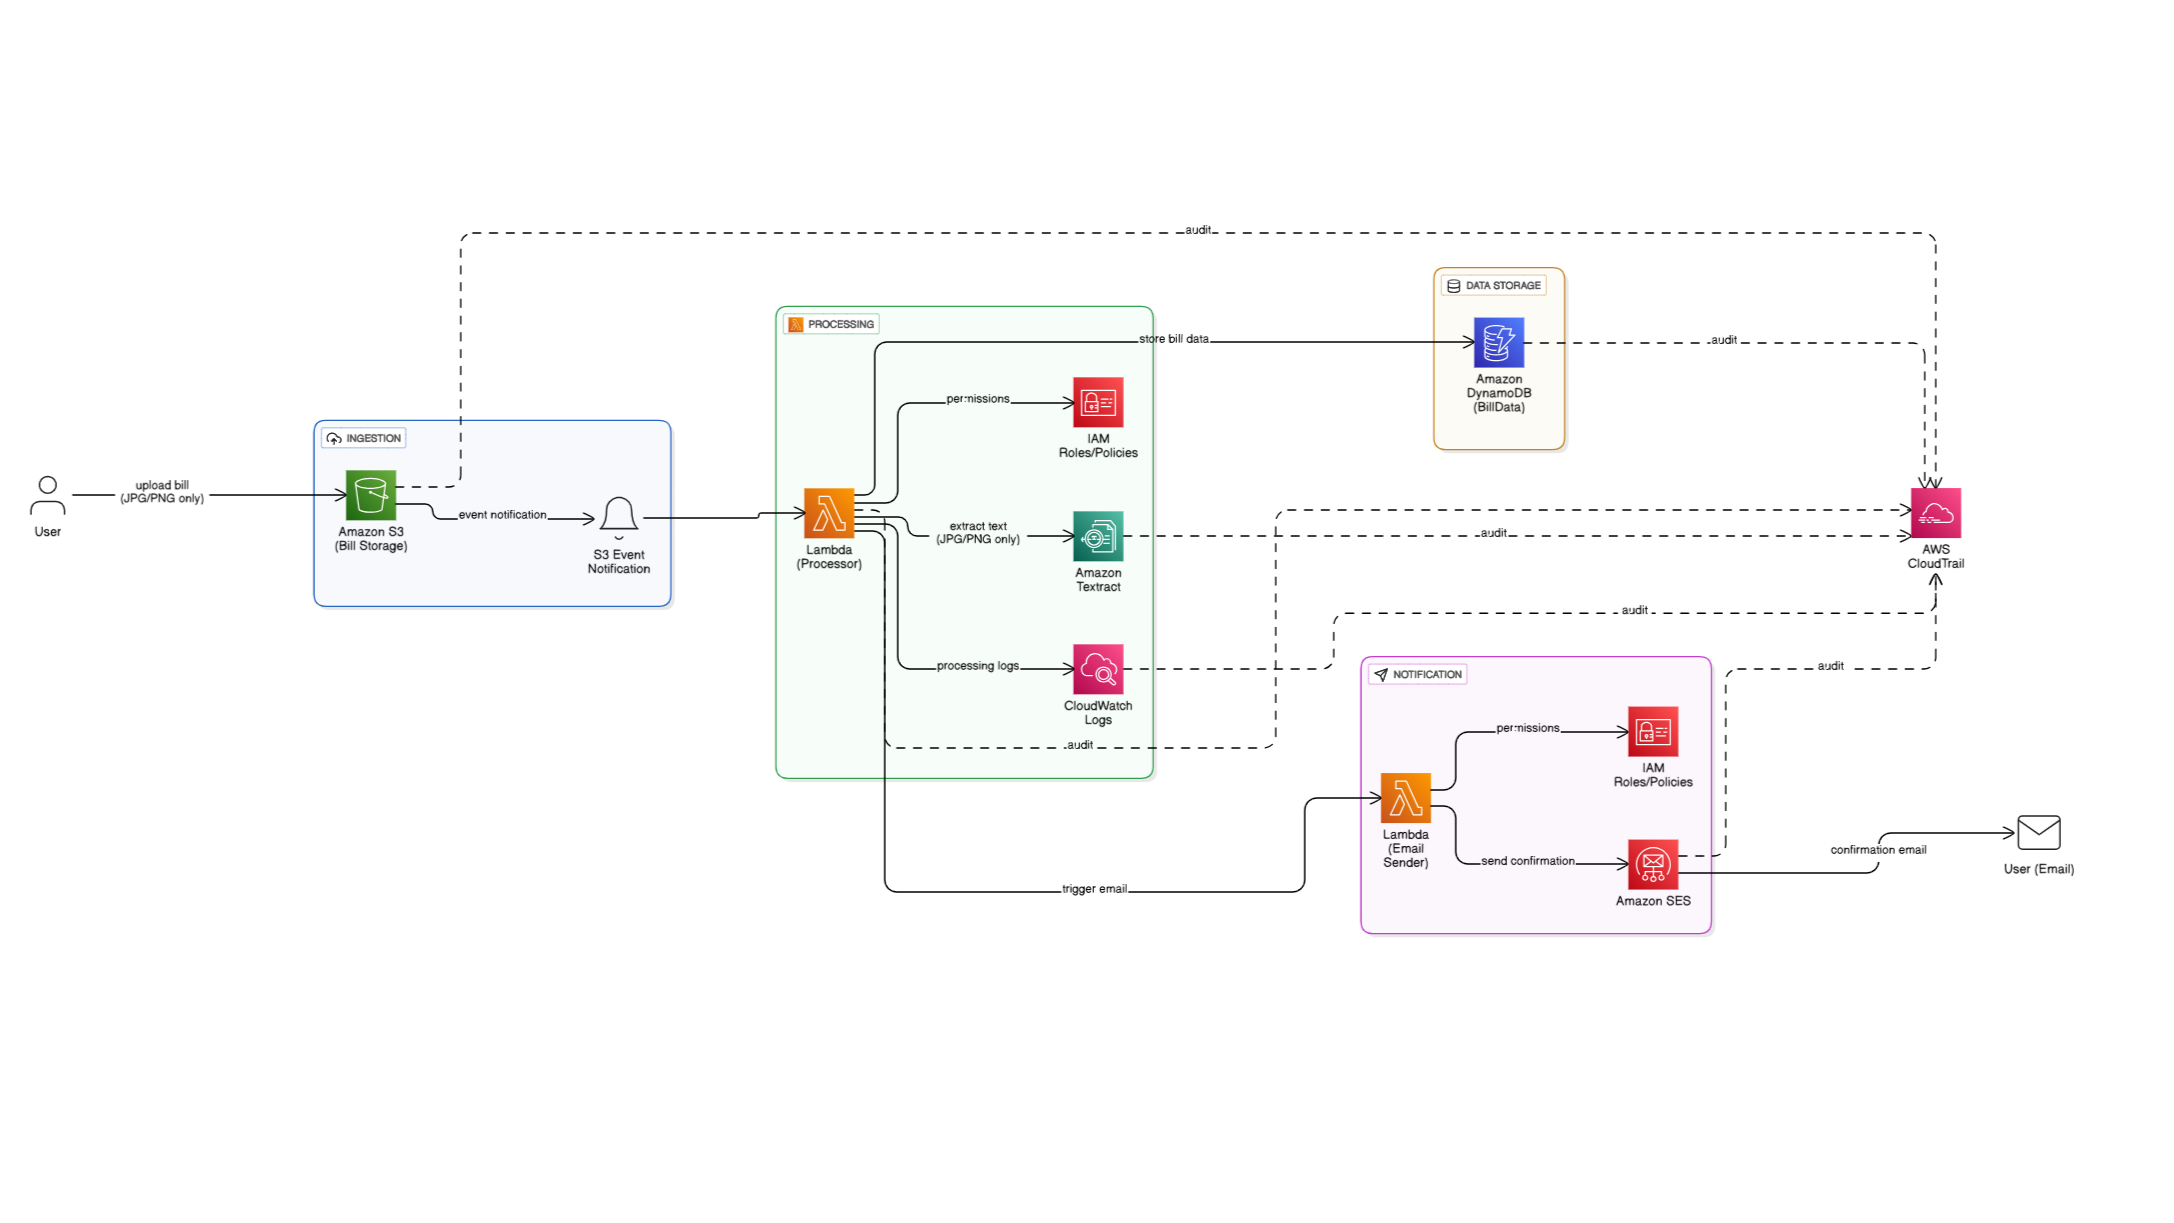 audit
DATA STORAGE
PROCESSING
store bill data
audit
Amazon
DynamoDB
(BillData)
permissions
IAM
Roles/Policies
INGESTION
upload bill
(JPG/PNG only)
User
Amazon S3
(Bill Storage)
event notification
S3 Event
Notification
Lambda
(Processor)
extract text
(JPG/PNG only)
Amazon
Textract
audit
AWS
CloudTrail
audit
processing logs
CloudWatch
Logs
audit
audit
NOTIFICATION
permissions
IAM
Roles/Policies
Lambda
(Email
Sender)
send confirmation
Amazon SES
confirmation email
User (Email)
trigger email